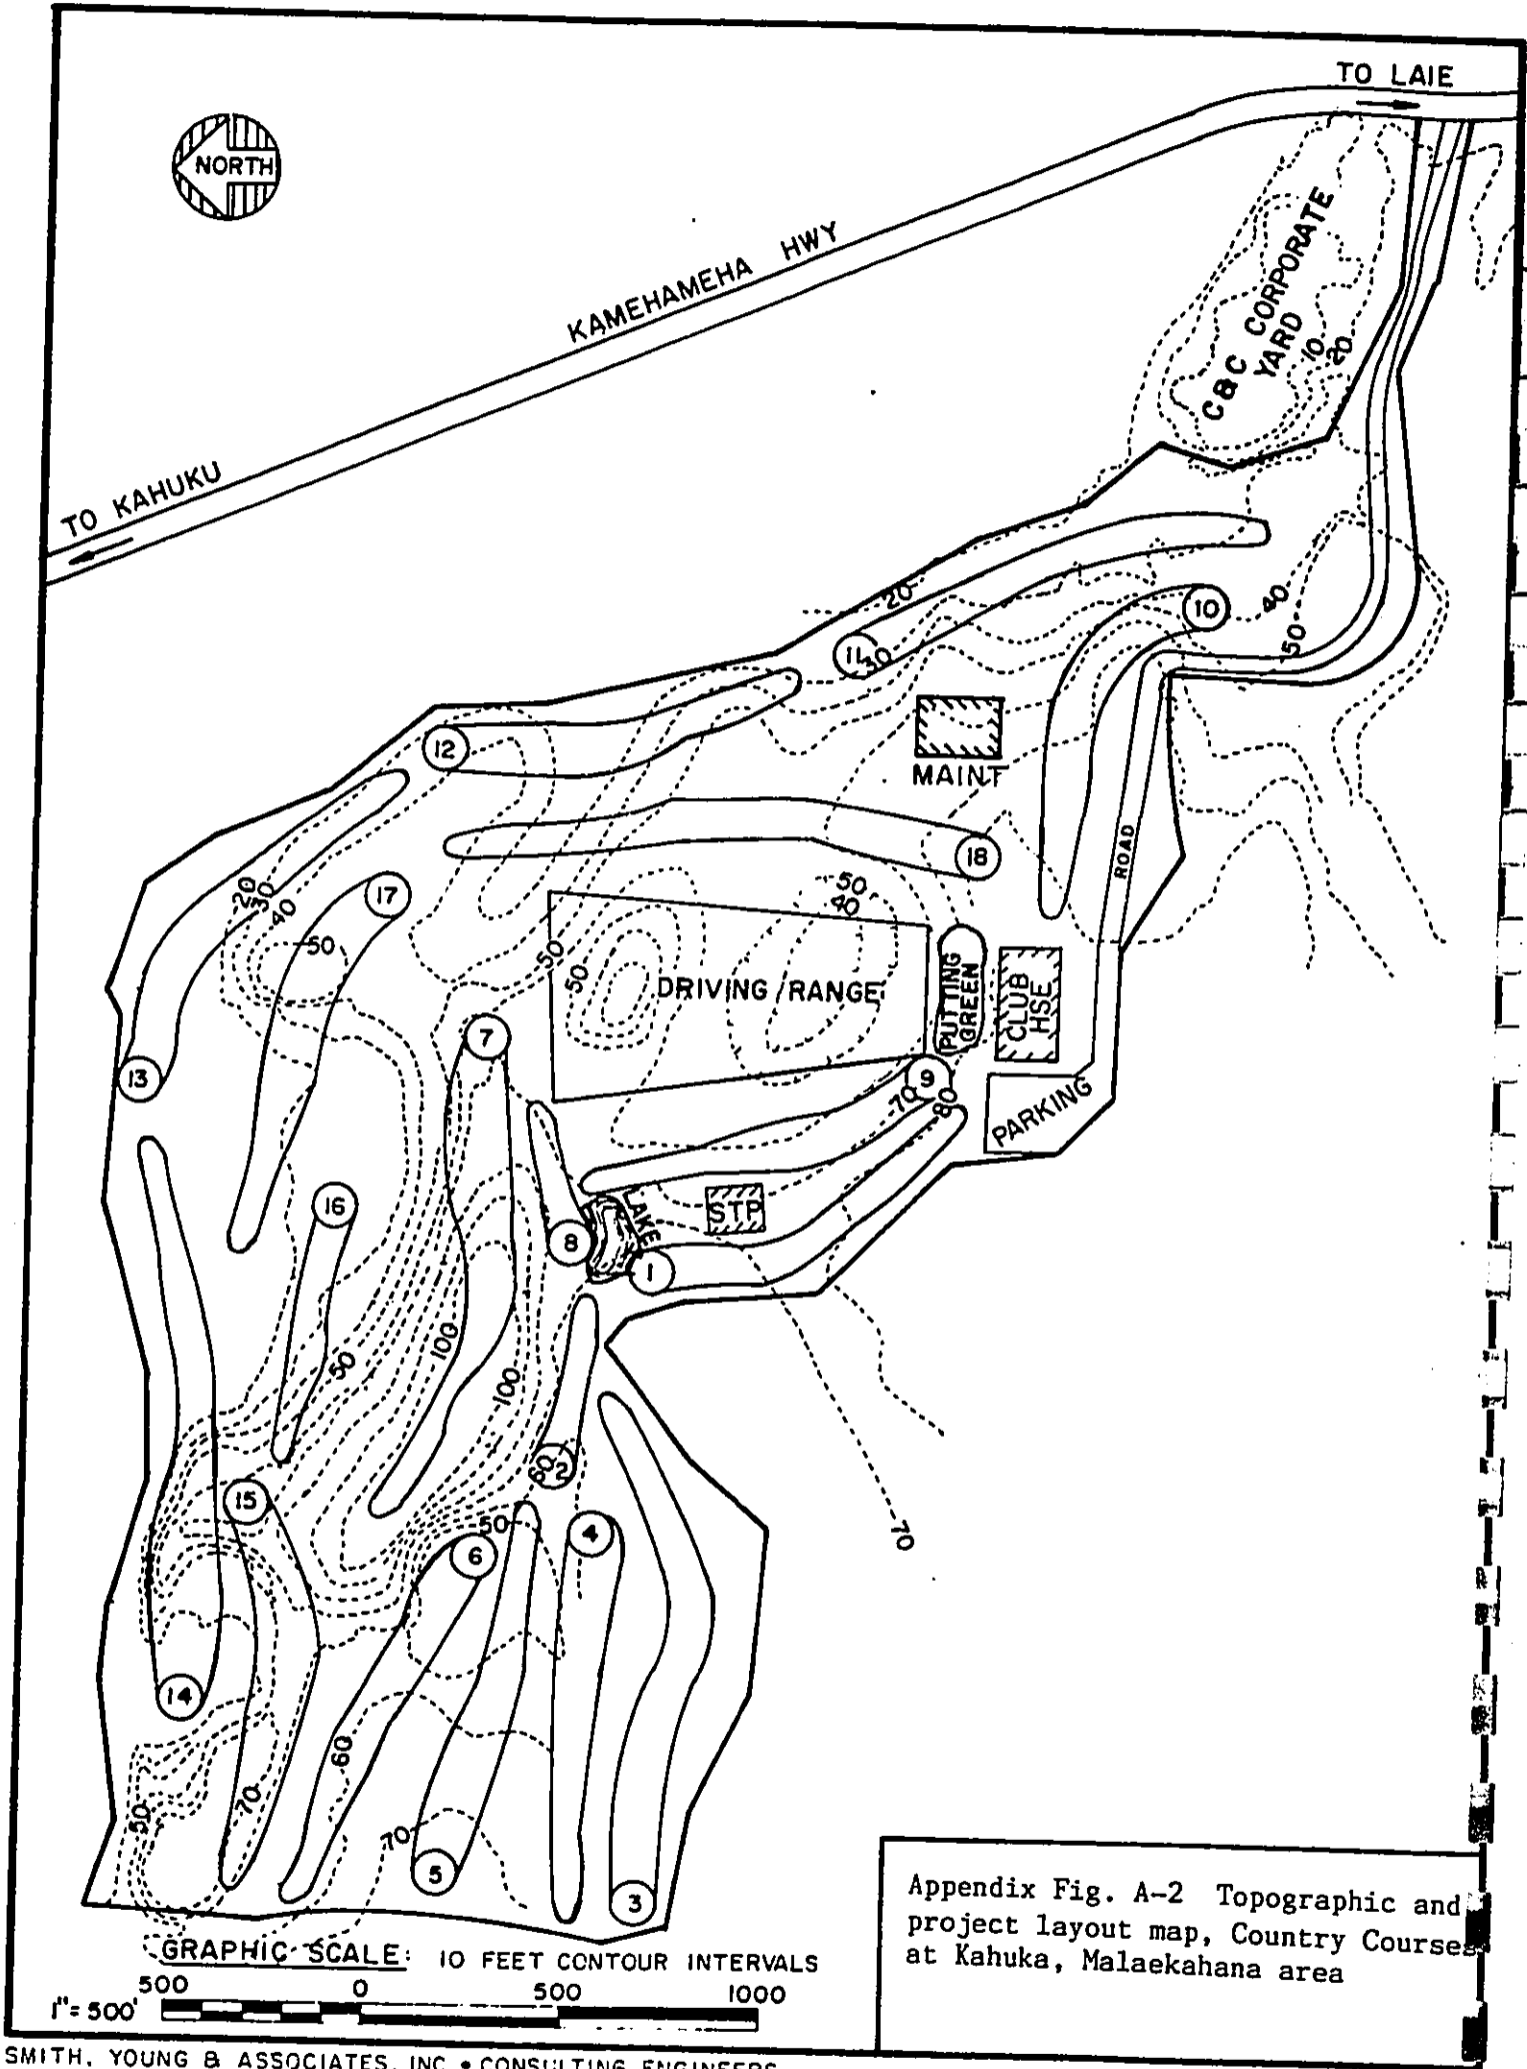 TO LAIE
NORTH
KAMEHAMEHA HWY
C&C CORPORATE
YARD
10
20
TO KAHUKU
20
10
40
11
30
50
12
MAINT
ROAD
18
17
20
30
40
50
40
50
50
50
DRIVING RANGE
PUTTING
GREEN
CLUB
HSE
7
13
9
70
80
PARKING
16
LAKE
STP
8
1
100
50
100
60
2
15
50
4
70
6
14
60
70
50
70
5
3
Appendix Fig. A-2 Topographic and
project layout map, Country Courses
at Kahuka, Malaekahana area
GRAPHIC SCALE: 10 FEET CONTOUR INTERVALS
500 0 500 1000
1"= 500'
SMITH, YOUNG & ASSOCIATES, INC • CONSULTING ENGINEERS